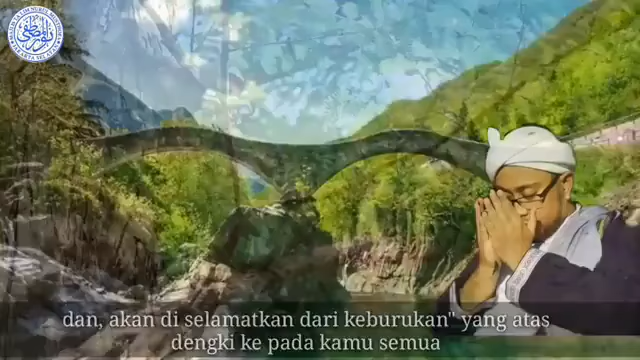 dan, akan di selamatkan dari keburukan" yang atas
dengki ke pada kamu semua